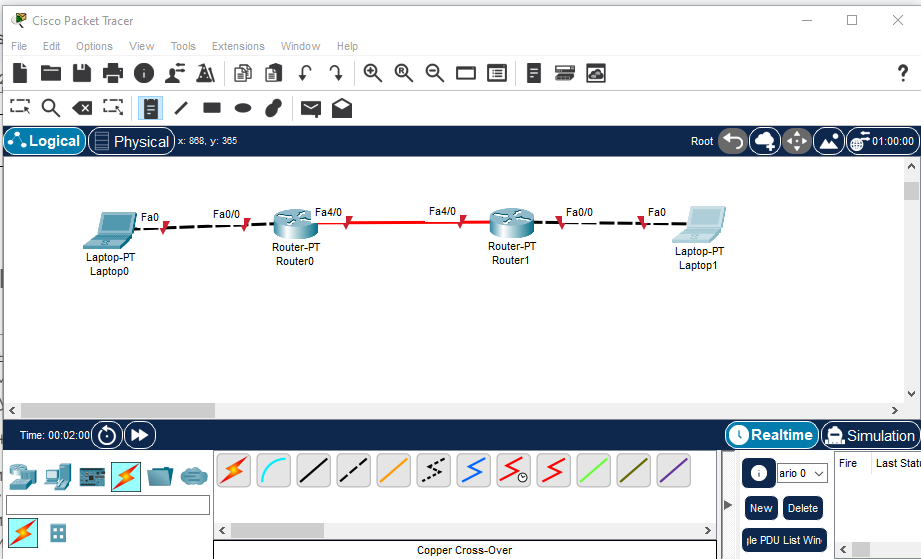 Cisco Packet Tracer
File Edit Options View Tools Extensions Window Help
?
Logical Physical x: 868, y: 365 Root 01:00:00
Fa0 Fa0/0 Fa4/0 Fa4/0 Fa0/0 Fa0
Laptop-PT Router-PT Router-PT Laptop-PT
Laptop0 Router0 Router1 Laptop1
Time: 00:02:00 Realtime Simulation
ario 0 Fire Last Statu
New Delete
gle PDU List Wind
Copper Cross-Over